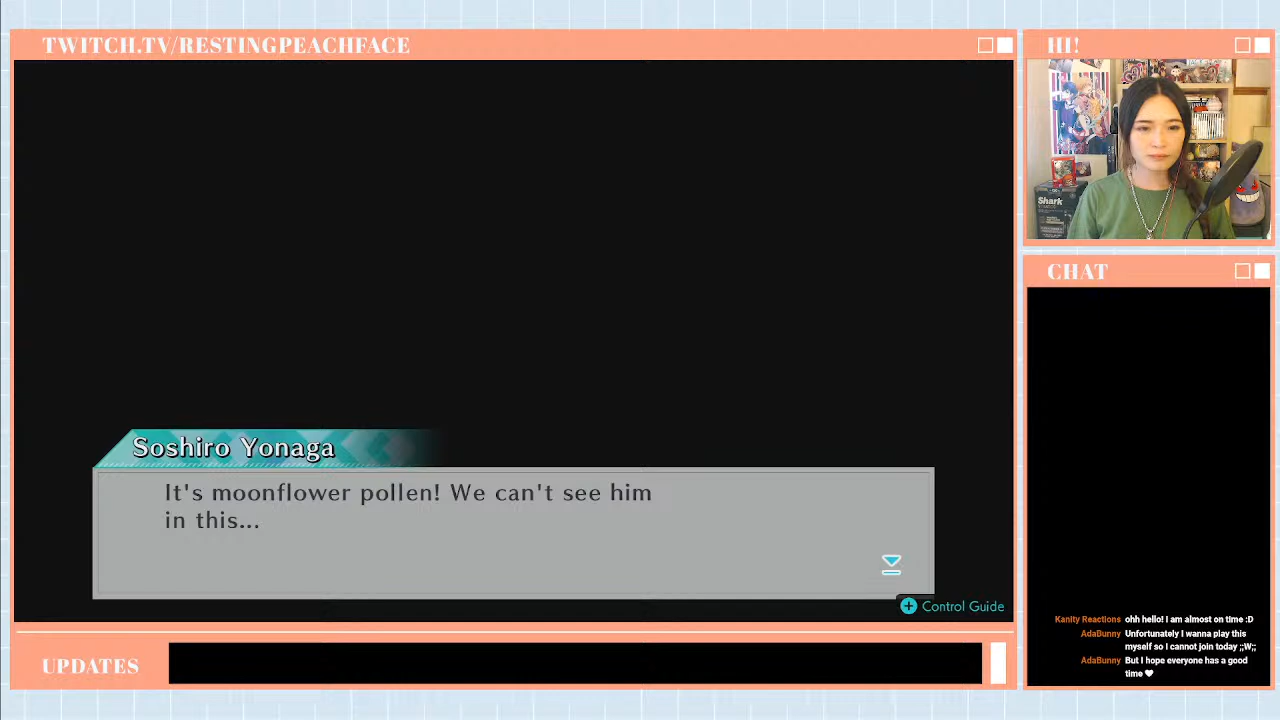 TWITCH.TV/RESTINGPEACHFACE
HI!
Shark
CHAT
Soshiro Yonaga
It's moonflower pollen! We can't see him
in this...
Control Guide
Kanity Reactions ohh hello! I am almost on time :D
AdaBunny Unfortunately I wanna play this
myself so I cannot join today ;;W;;
AdaBunny But I hope everyone has a good
time ❤
UPDATES